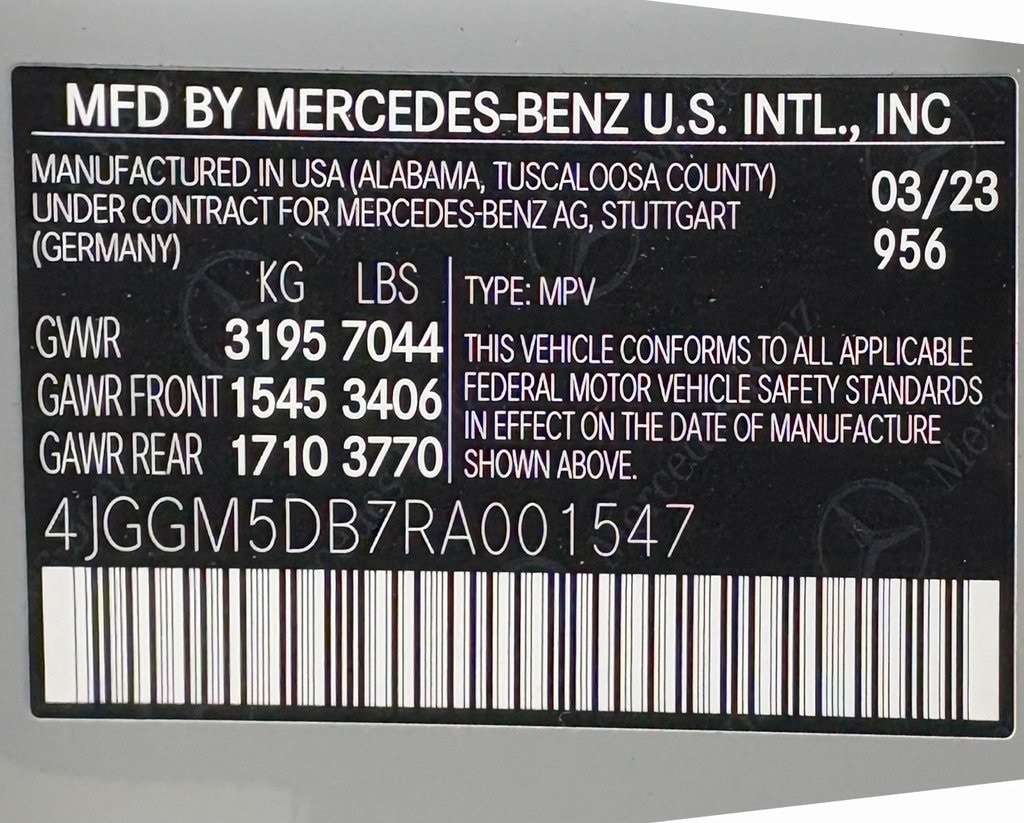 MFD BY MERCEDES-BENZ U.S. INTL., INC
MANUFACTURED IN USA (ALABAMA, TUSCALOOSA COUNTY)
UNDER CONTRACT FOR MERCEDES-BENZ AG, STUTTGART
(GERMANY)
03/23
956
KG LBS
GVWR 3195 7044
GAWR FRONT 1545 3406
GAWR REAR 1710 3770
TYPE: MPV
THIS VEHICLE CONFORMS TO ALL APPLICABLE
FEDERAL MOTOR VEHICLE SAFETY STANDARDS
IN EFFECT ON THE DATE OF MANUFACTURE
SHOWN ABOVE.
4JGGM5DB7RA001547